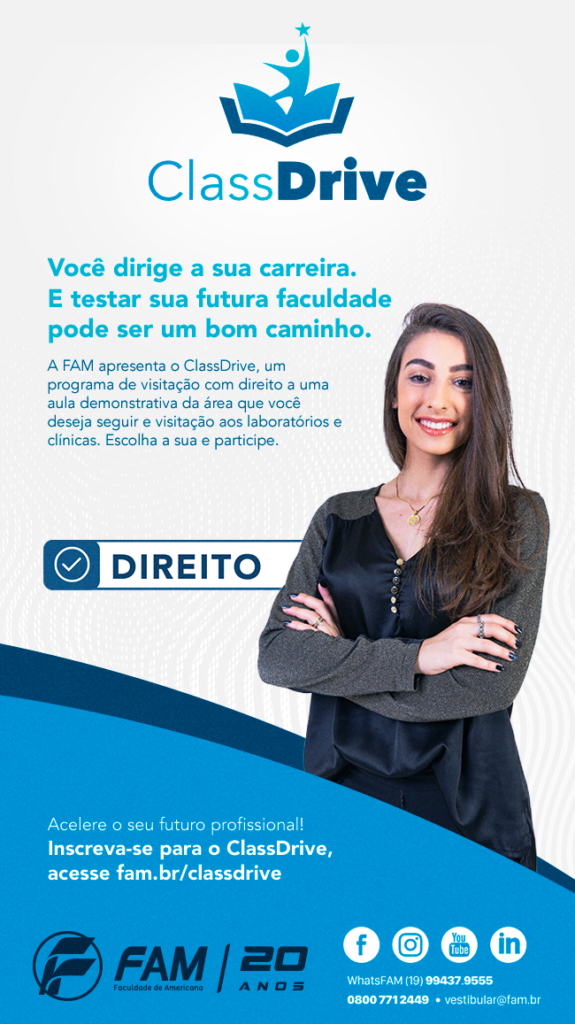 ClassDrive
Você dirige a sua carreira.
E testar sua futura faculdade
pode ser um bom caminho.
A FAM apresenta o ClassDrive, um
programa de visitação com direito a uma
aula demonstrativa da área que você
deseja seguir e visitação aos laboratórios e
clínicas. Escolha a sua e participe.
DIREITO
Acelere o seu futuro profissional!
Inscreva-se para o ClassDrive,
acesse fam.br/classdrive
FAM | 20
Faculdade de Americana ANOS
f You Tube in
WhatsFAM (19) 99437.9555
0800 771 2449 • vestibular@fam.br